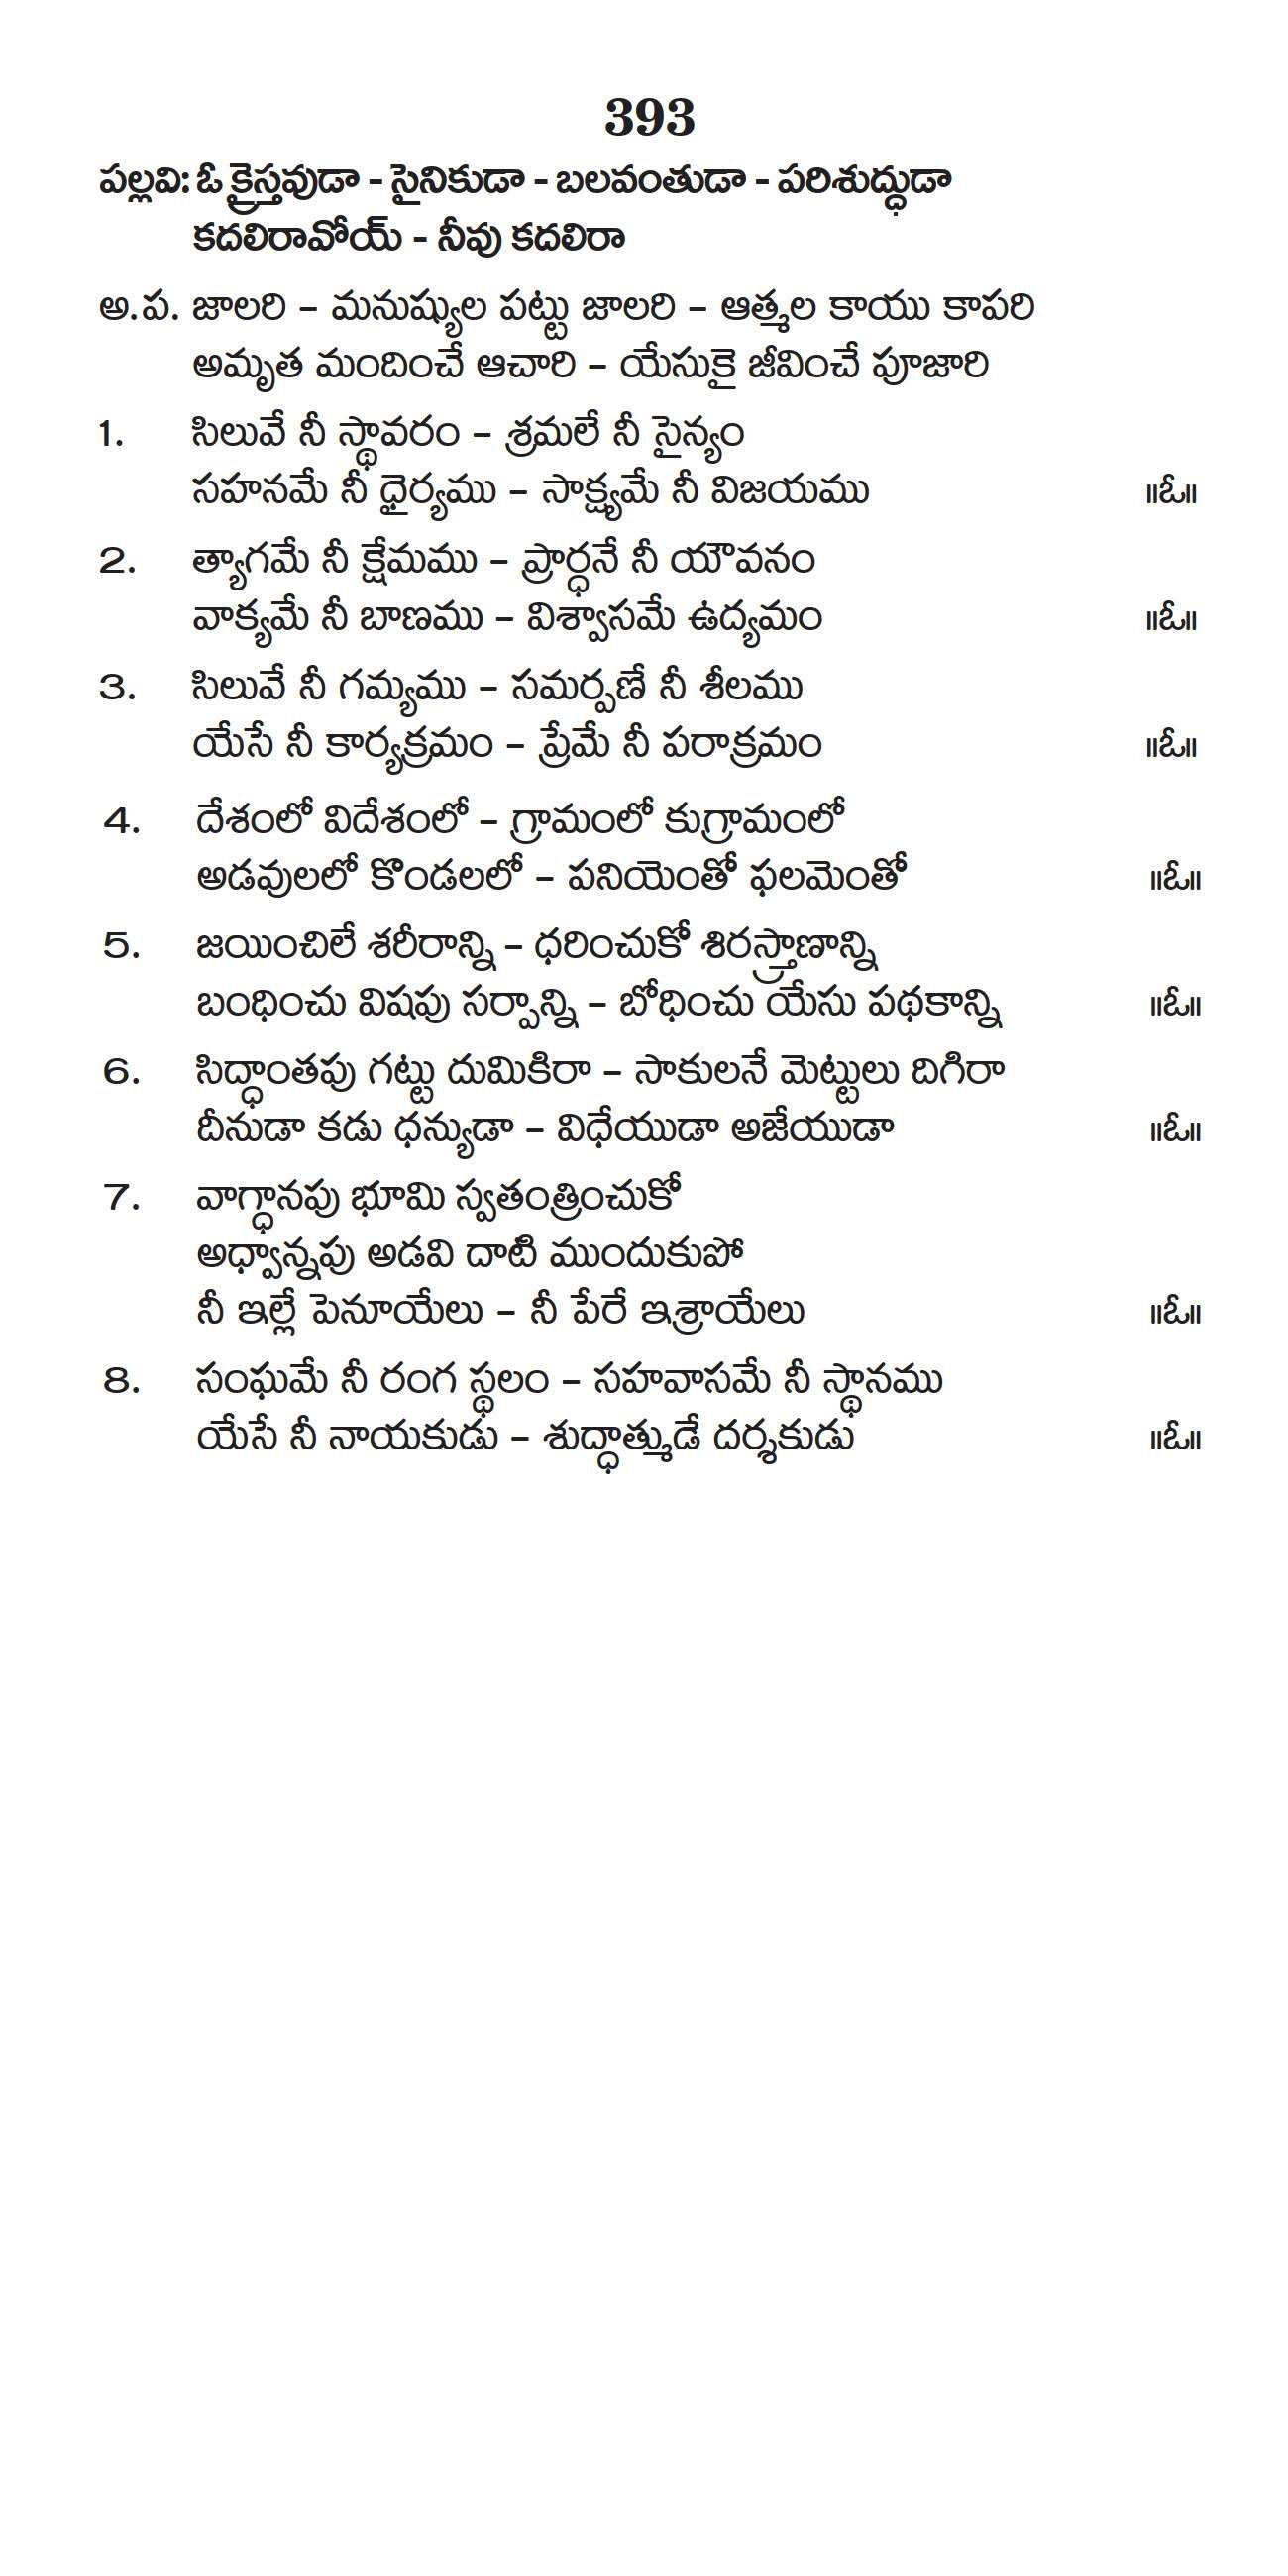 393
పల్లవి: ఓ క్రైస్తవుడా - సైనికుడా - బలవంతుడా - పరిశుద్ధుడా
కదలిరావోయ్ - నీవు కదలిరా
అ.ప. జాలరి – మనుష్యుల పట్టు జాలరి – ఆత్మల కాయు కాపరి
అమృత మందించే ఆచారి – యేసుకై జీవించే పూజారి
1. సిలువే నీ స్థావరం – శ్రమలే నీ సైన్యం
సహనమే నీ ధైర్యము – సాక్ష్యమే నీ విజయము ॥ఓ॥
2. త్యాగమే నీ క్షేమము – ప్రార్ధనే నీ యౌవనం
వాక్యమే నీ బాణము – విశ్వాసమే ఉద్యమం ॥ఓ॥
3. సిలువే నీ గమ్యము – సమర్పణే నీ శీలము
యేసే నీ కార్యక్రమం – ప్రేమే నీ పరాక్రమం ॥ఓ॥
4. దేశంలో విదేశంలో – గ్రామంలో కుగ్రామంలో
అడవులలో కొండలలో – పనియెంతో ఫలమెంతో ॥ఓ॥
5. జయించిలే శరీరాన్ని – ధరించుకో శిరస్త్రాణాన్ని
బంధించు విషపు సర్పాన్ని – బోధించు యేసు పథకాన్ని ॥ఓ॥
6. సిద్ధాంతపు గట్టు దుమికిరా – సాకులనే మెట్టులు దిగిరా
దీనుడా కడు ధన్యుడా – విధేయుడా అజేయుడా ॥ఓ॥
7. వాగ్ధానపు భూమి స్వతంత్రించుకో
అధ్వాన్నపు అడవి దాటి ముందుకుపో
నీ ఇల్లే పెనూయేలు – నీ పేరే ఇశ్రాయేలు ॥ఓ॥
8. సంఘమే నీ రంగ స్థలం – సహవాసమే నీ స్థానము
యేసే నీ నాయకుడు – శుద్ధాత్ముడే దర్శకుడు ॥ఓ॥